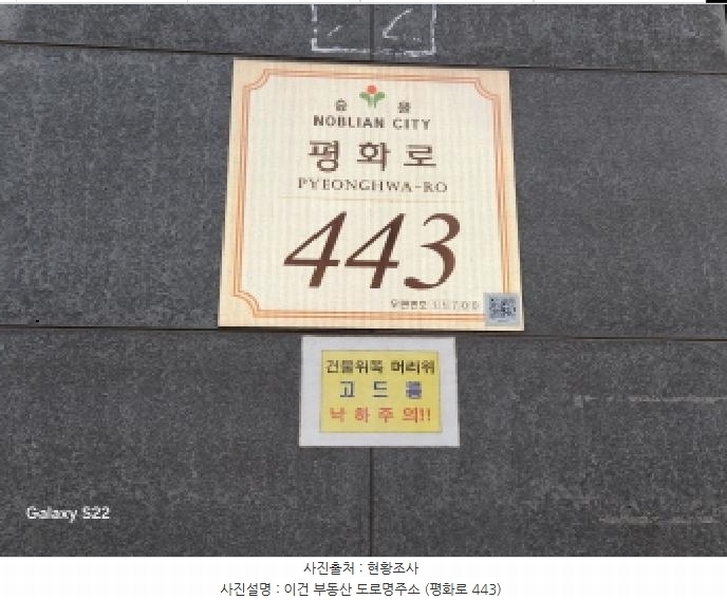 숲 물
NOBLIAN CITY
평화로
PYEONGHWA-RO
443
우편번호
건물위쪽 머리위
고 드 름
낙 하 주 의!!
Galaxy S22
사진출처 : 현황조사
사진설명 : 이건 부동산 도로명주소 (평화로 443)